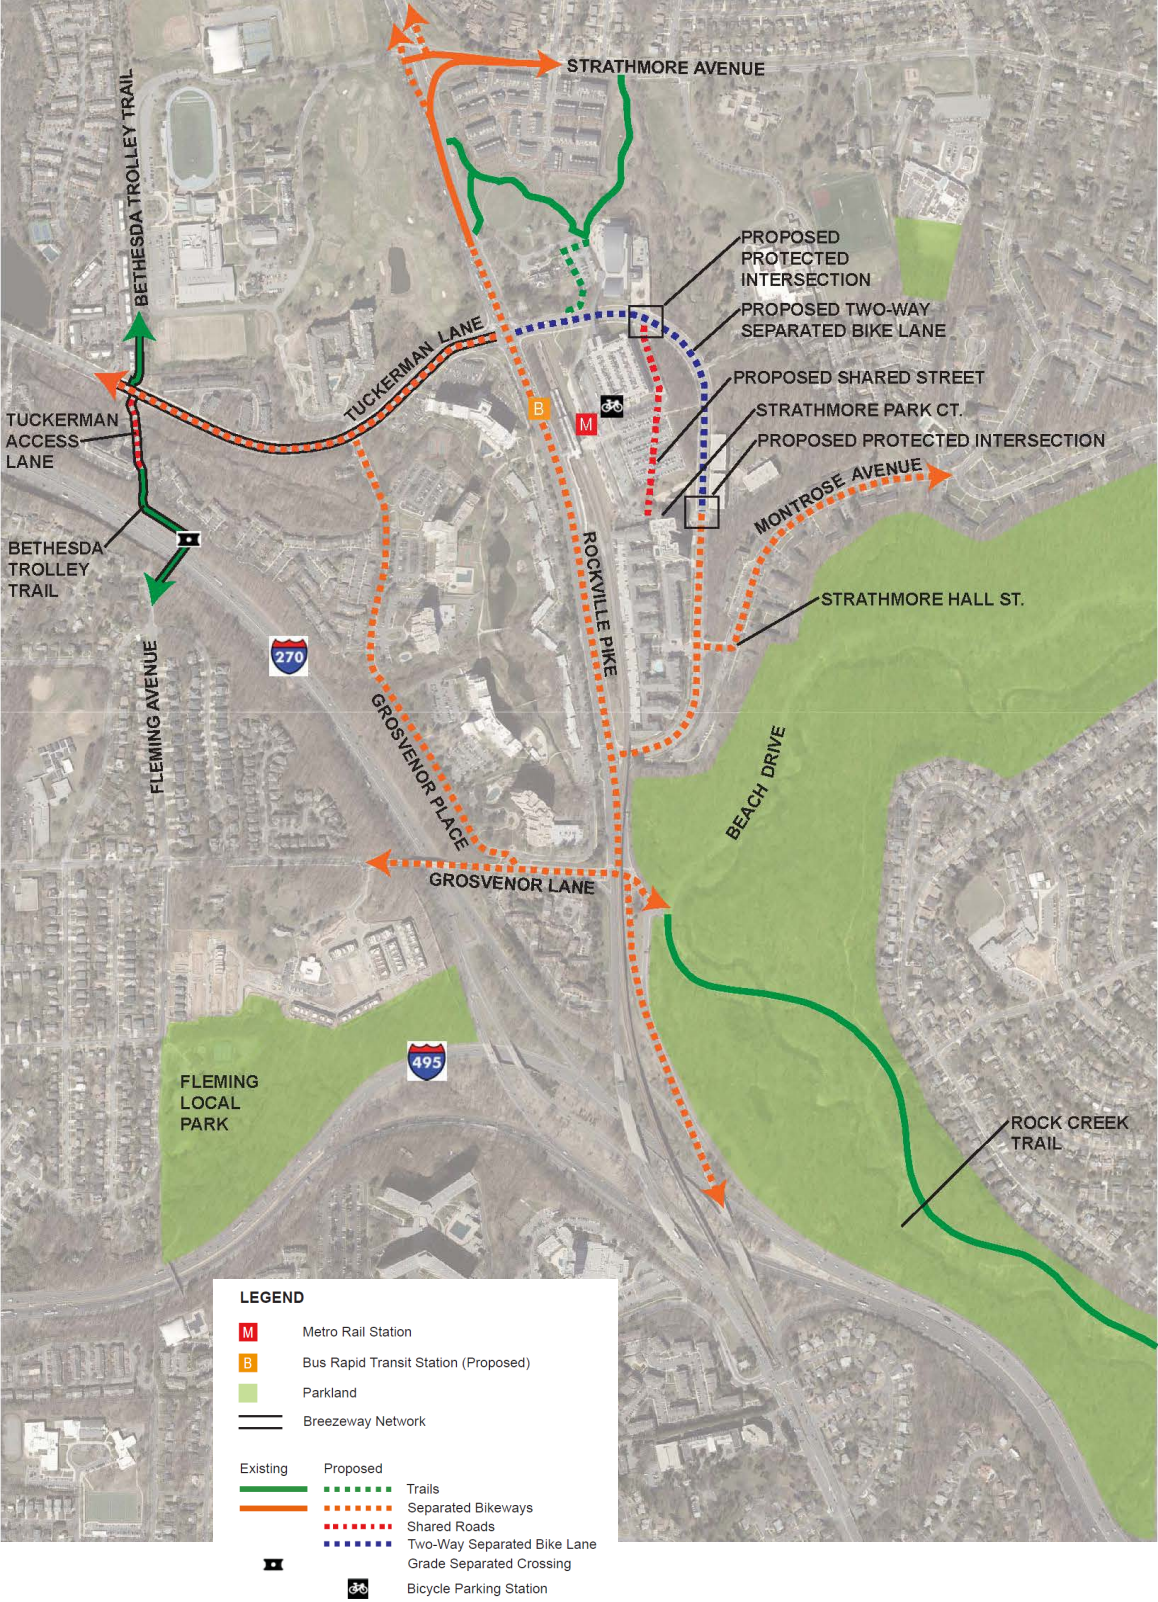 STRATHMORE AVENUE
BETHESDA TROLLEY TRAIL
PROPOSED
PROTECTED
INTERSECTION
PROPOSED TWO-WAY
SEPARATED BIKE LANE
TUCKERMAN LANE
PROPOSED SHARED STREET
B
M
STRATHMORE PARK CT.
TUCKERMAN
ACCESS
LANE
PROPOSED PROTECTED INTERSECTION
MONTROSE AVENUE
BETHESDA
TROLLEY
TRAIL
ROCKVILLE PIKE
STRATHMORE HALL ST.
270
FLEMING AVENUE
GROSVENOR PLACE
BEACH DRIVE
GROSVENOR LANE
495
FLEMING
LOCAL
PARK
ROCK CREEK
TRAIL
LEGEND
M Metro Rail Station
B Bus Rapid Transit Station (Proposed)
Parkland
Breezeway Network
Existing Proposed
Trails
Separated Bikeways
Shared Roads
Two-Way Separated Bike Lane
Grade Separated Crossing
Bicycle Parking Station